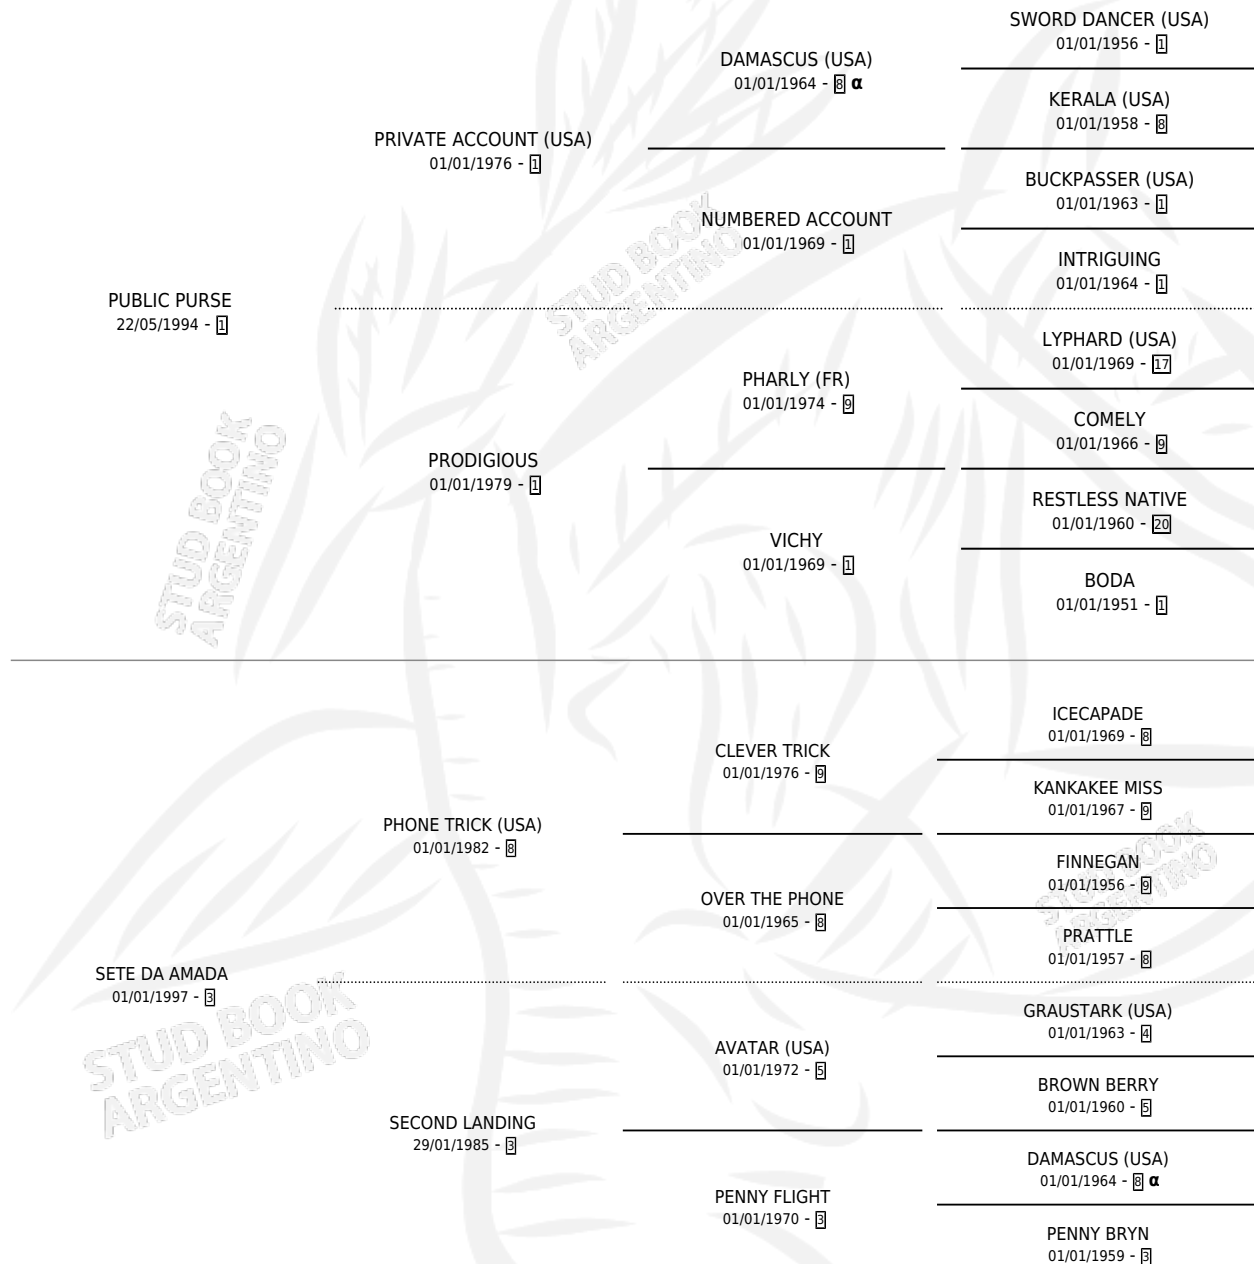 SWORD DANCER (USA)
01/01/1956 - 1
DAMASCUS (USA)
01/01/1964 - 8 α
KERALA (USA)
01/01/1958 - 8
PRIVATE ACCOUNT (USA)
01/01/1976 - 1
BUCKPASSER (USA)
01/01/1963 - 1
NUMBERED ACCOUNT
01/01/1969 - 1
INTRIGUING
01/01/1964 - 1
PUBLIC PURSE
22/05/1994 - 1
LYPHARD (USA)
01/01/1969 - 17
PHARLY (FR)
01/01/1974 - 9
COMELY
01/01/1966 - 9
PRODIGIOUS
01/01/1979 - 1
RESTLESS NATIVE
01/01/1960 - 20
VICHY
01/01/1969 - 1
BODA
01/01/1951 - 1
ICECAPADE
01/01/1969 - 8
CLEVER TRICK
01/01/1976 - 9
KANKAKEE MISS
01/01/1967 - 9
PHONE TRICK (USA)
01/01/1982 - 8
FINNEGAN
01/01/1956 - 9
OVER THE PHONE
01/01/1965 - 8
PRATTLE
01/01/1957 - 8
SETE DA AMADA
01/01/1997 - 3
GRAUSTARK (USA)
01/01/1963 - 4
AVATAR (USA)
01/01/1972 - 5
BROWN BERRY
01/01/1960 - 5
SECOND LANDING
29/01/1985 - 3
DAMASCUS (USA)
01/01/1964 - 8 α
PENNY FLIGHT
01/01/1970 - 3
PENNY BRYN
01/01/1959 - 3
STUD BOOK
ARGENTINO
STUD BOOK
ARGENTINO
STUD BOOK
ARGENTINO
STUD BOOK
ARGENTINO